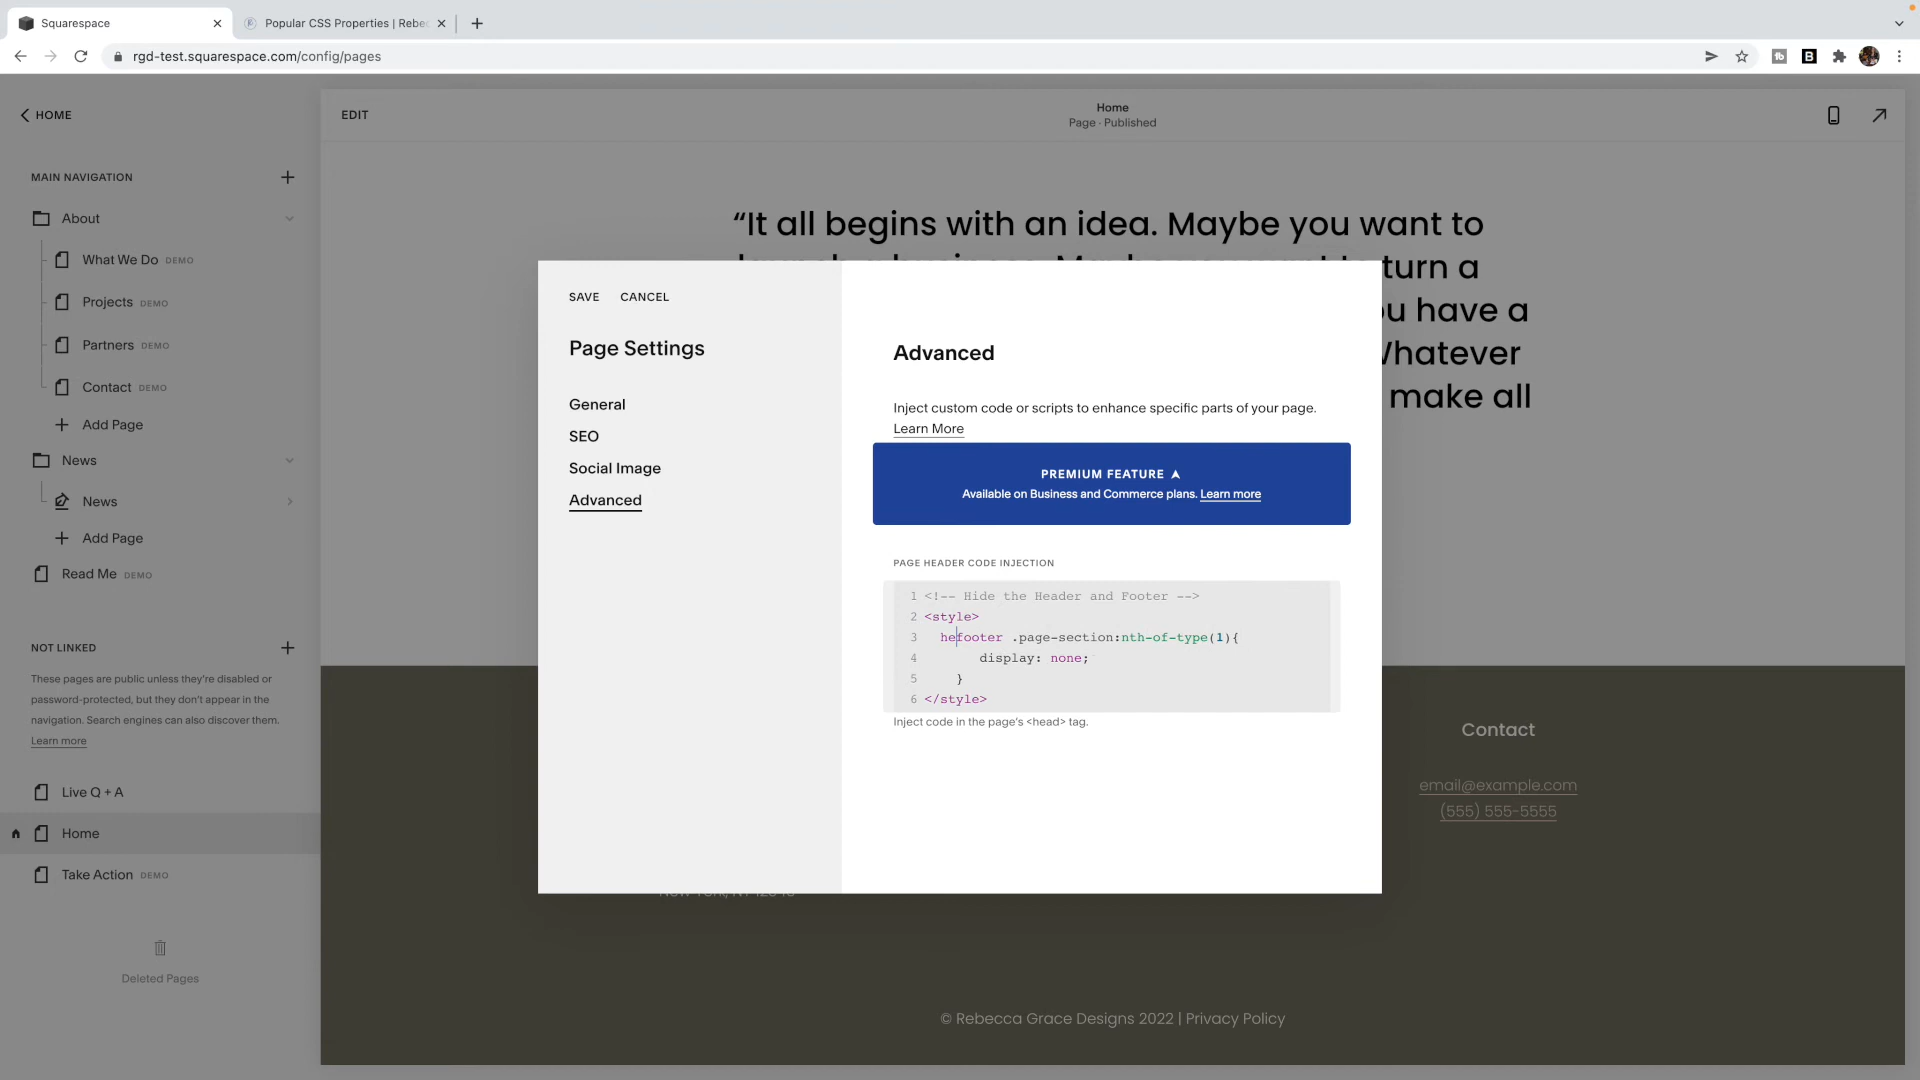 Squarespace
Popular CSS Properties | Rebec
rgd-test.squarespace.com/config/pages
HOME
EDIT
Home
Page · Published
MAIN NAVIGATION
About
What We Do DEMO
Projects DEMO
Partners DEMO
Contact DEMO
Add Page
News
News
Add Page
Read Me DEMO
NOT LINKED
These pages are public unless they're disabled or
password-protected, but they don't appear in the
navigation. Search engines can also discover them.
Learn more
Live Q + A
Home
Take Action DEMO
Deleted Pages
“It all begins with an idea. Maybe you want to
turn a
have a
Whatever
make all
SAVE CANCEL
Page Settings
General
SEO
Social Image
Advanced
Advanced
Inject custom code or scripts to enhance specific parts of your page.
Learn More
PREMIUM FEATURE
Available on Business and Commerce plans. Learn more
PAGE HEADER CODE INJECTION
1 <!-- Hide the Header and Footer -->
2 <style>
3 hefooter .page-section:nth-of-type(1){
4 display: none;
5 }
6 </style>
Inject code in the page's <head> tag.
Contact
email@example.com
(555) 555-5555
© Rebecca Grace Designs 2022 | Privacy Policy